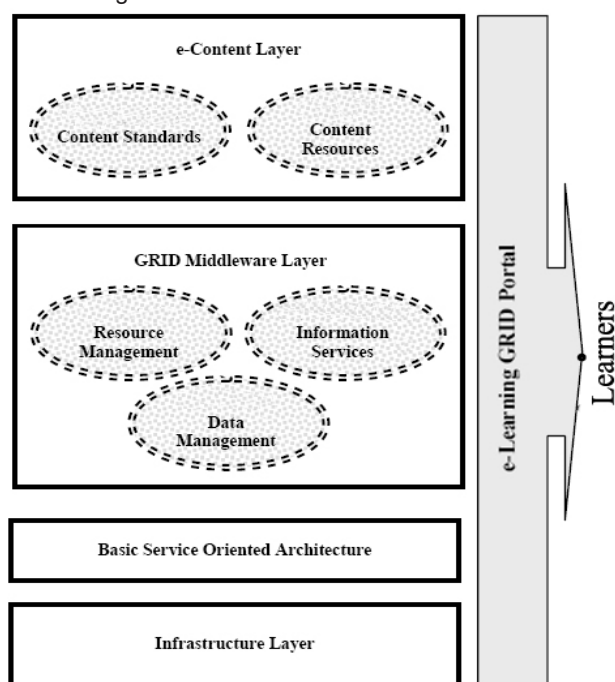 e-Content Layer
Content Standards
Content
Resources
GRID Middleware Layer
Resource
Management
Information
Services
Data
Management
Basic Service Oriented Architecture
Infrastructure Layer
e-Learning GRID Portal
Learners